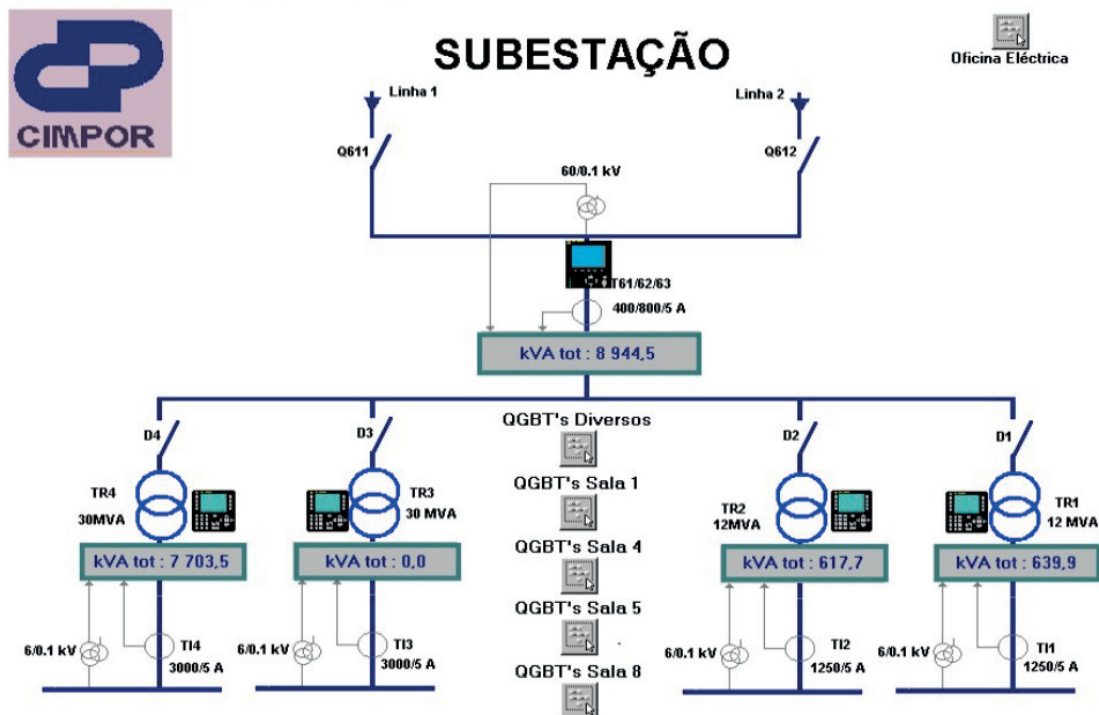 CIMPOR
SUBESTAÇÃO
Oficina Eléctrica
Linha 1
Linha 2
Q611
Q612
60/0.1 kV
T61/62/63
400/800/5 A
kVA tot : 8 944,5
D4
D3
QGBT's Diversos
D2
D1
TR4
30MVA
TR3
30 MVA
QGBT's Sala 1
TR2
12MVA
TR1
12 MVA
QGBT's Sala 4
kVA tot : 7 703,5
kVA tot : 0,0
kVA tot : 617,7
kVA tot : 639,9
QGBT's Sala 5
6/0.1 kV
TI4
3000/5 A
6/0.1 kV
TI3
3000/5 A
QGBT's Sala 8
6/0.1 kV
TI2
1250/5 A
6/0.1 kV
TI1
1250/5 A